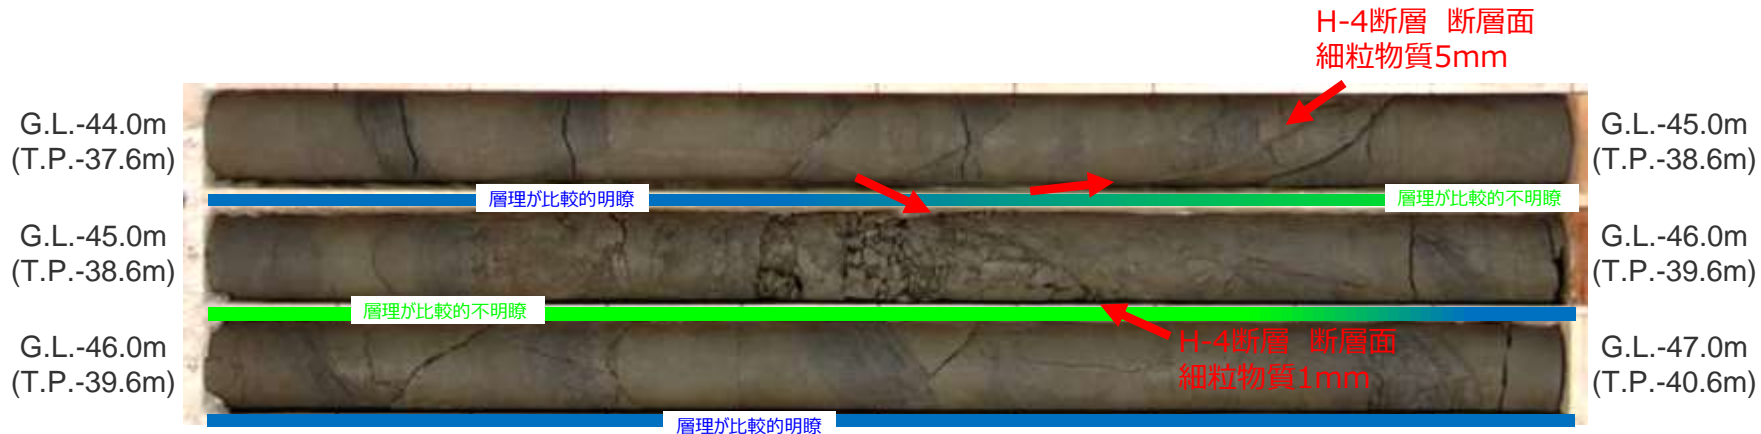 H-4断層 断層面
細粒物質5mm
G.L.-44.0m
(T.P.-37.6m)
G.L.-45.0m
(T.P.-38.6m)
層理が比較的明瞭
層理が比較的不明瞭
G.L.-45.0m
(T.P.-38.6m)
G.L.-46.0m
(T.P.-39.6m)
層理が比較的不明瞭
H-4断層 断層面
細粒物質1mm
G.L.-46.0m
(T.P.-39.6m)
G.L.-47.0m
(T.P.-40.6m)
層理が比較的明瞭